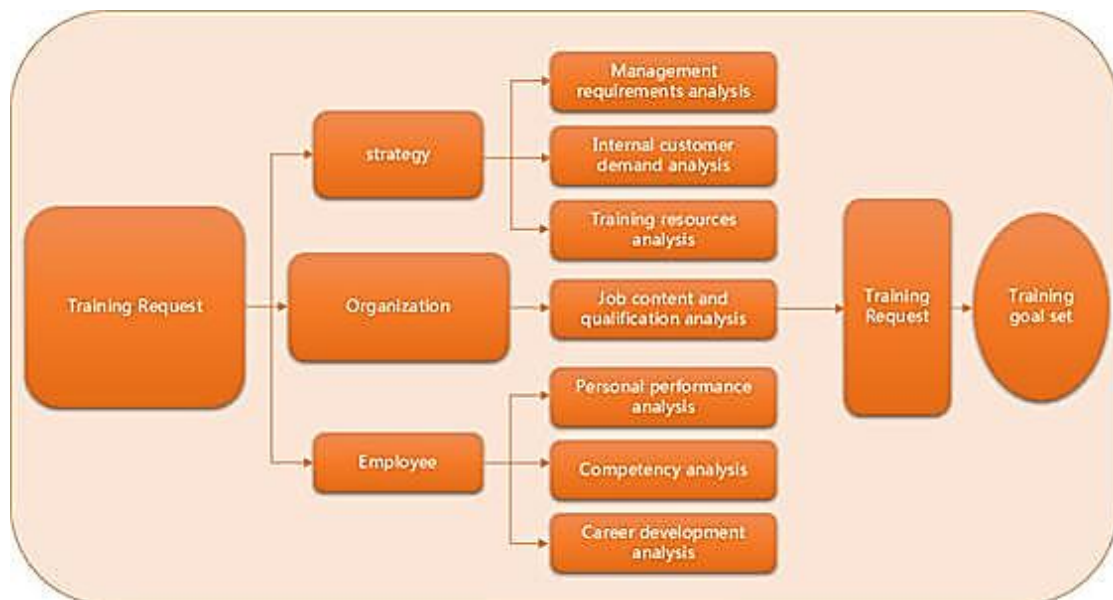 Training Request
strategy
Organization
Employee
Management
requirements analysis
Internal customer
demand analysis
Training resources
analysis
Job content and
qualification analysis
Personal performance
analysis
Competency analysis
Career development
analysis
Training
Request
Training
goal set